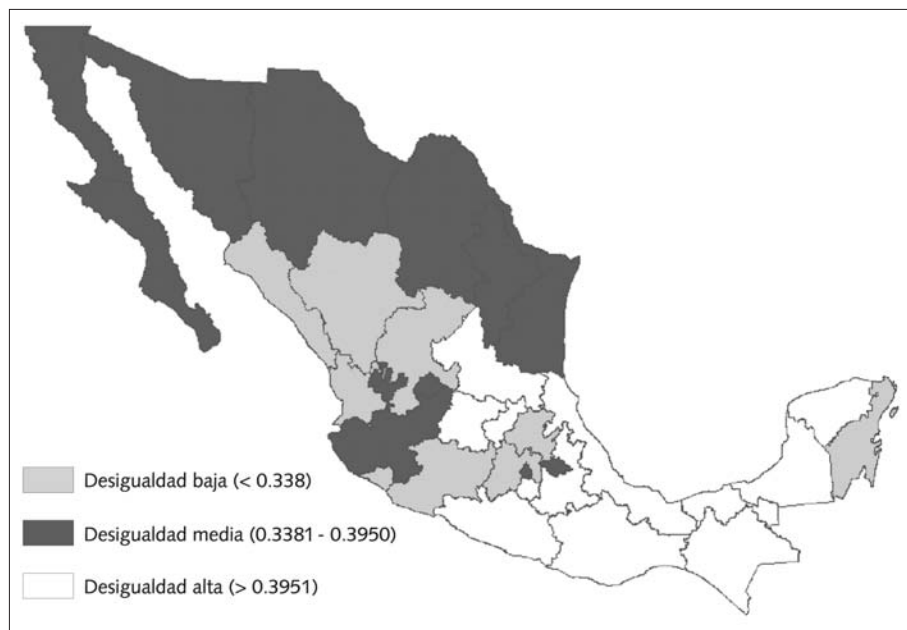 Desigualdad baja (< 0.338)
Desigualdad media (0.3381 - 0.3950)
Desigualdad alta (> 0.3951)